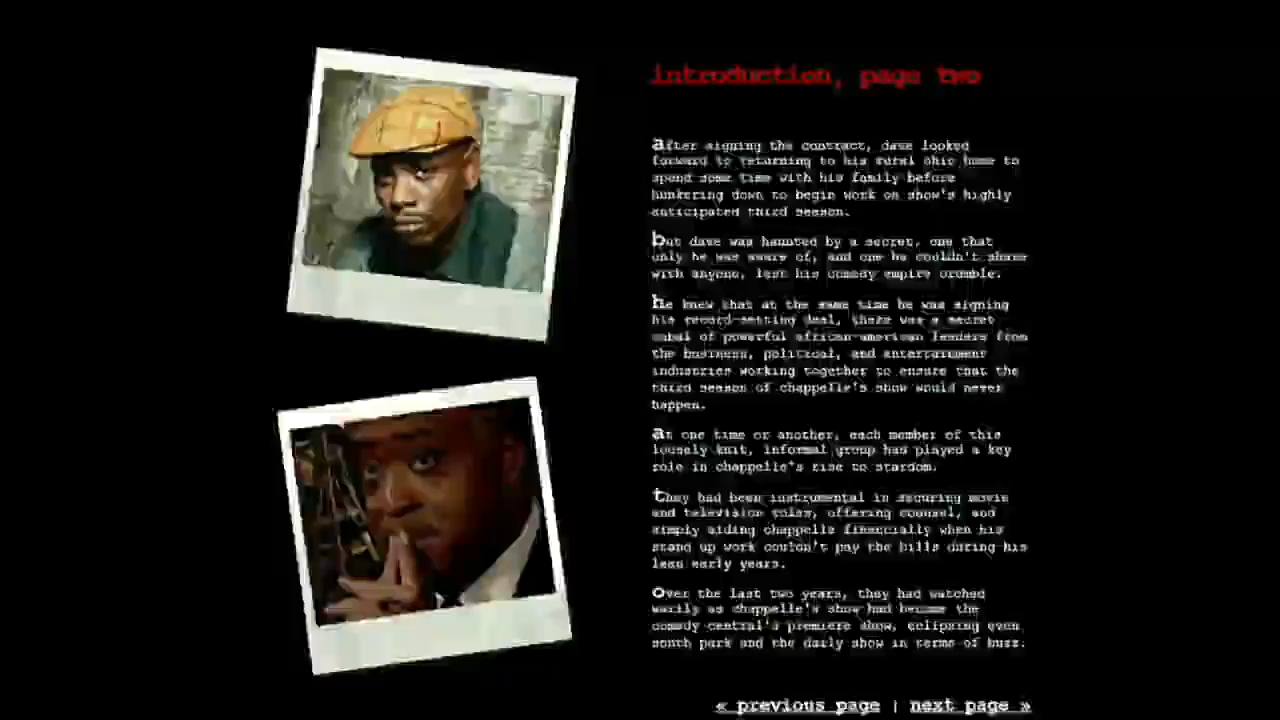 introduction, page two
after signing the contract, dave looked
forward to returning to his rural ohio home to
spend some time with his family before
hunkering down to begin work on show's highly
anticipated third season.
but dave was haunted by a secret, one that
only he was aware of, and one he couldn't share
with anyone, lest his comedy empire crumble.
he knew that at the same time he was signing
his record-setting deal, there was a secret
cabal of powerful african-american leaders from
the business, political, and entertainment
industries working together to ensure that the
third season of chappelle's show would never
happen.
at one time or another, each member of this
loosely knit, informal group had played a key
role in chappelle's rise to stardom.
they had been instrumental in securing movie
and television roles, offering counsel, and
simply aiding chappelle financially when his
stand up work couldn't pay the bills during his
lean early years.
over the last two years, they had watched
warily as chappelle's show had become the
comedy central's premiere show, eclipsing even
south park and the daily show in terms of buzz.
« previous page | next page »